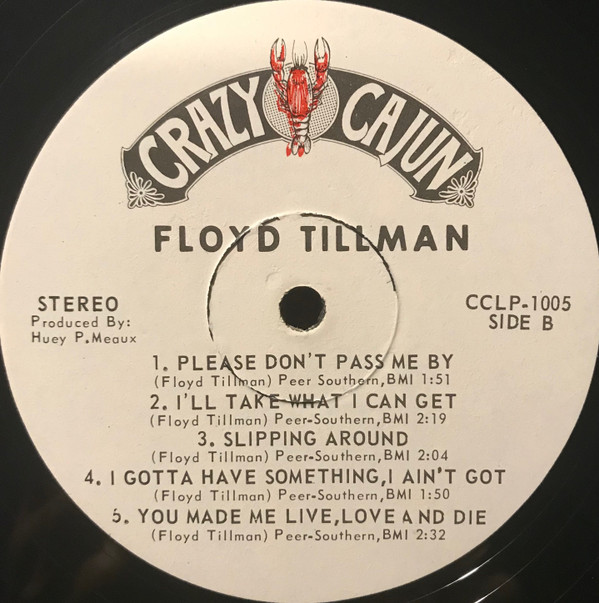 CRAZY CAJUN
FLOYD TILLMAN
STEREO
Produced By:
Huey P.Meaux
CCLP-1005
SIDE B
1. PLEASE DON'T PASS ME BY
(Floyd Tillman) Peer Southern,BMI 1:51
2. I'LL TAKE WHAT I CAN GET
(Floyd Tillman) Peer-Southern,BMI 2:19
3. SLIPPING AROUND
(Floyd Tillman) Peer-Southern,BMI 2:04
4. I GOTTA HAVE SOMETHING,I AIN'T GOT
(Floyd Tillman) Peer-Southern,BMI 1:50
5. YOU MADE ME LIVE,LOVE AND DIE
(Floyd Tillman) Peer-Southern,BMI 2:32